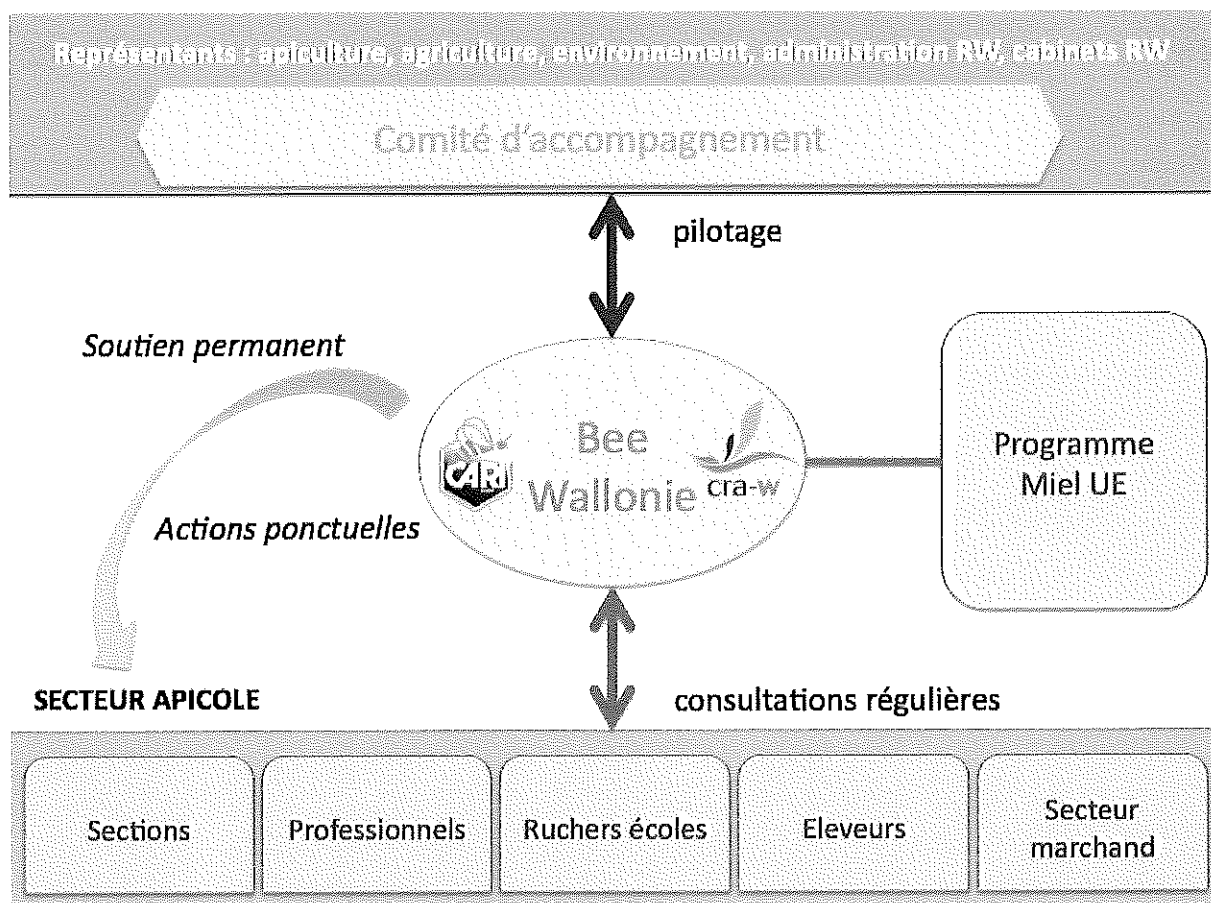 Représentants : apiculture, agriculture, environnement, administration RW, cabinets RW
Comité d'accompagnement
pilotage
Soutien permanent
Actions ponctuelles
CARI
Bee
Wallonie
cra-w
Programme
Miel UE
SECTEUR APICOLE
consultations régulières
Sections
Professionnels
Ruchers écoles
Eleveurs
Secteur
marchand